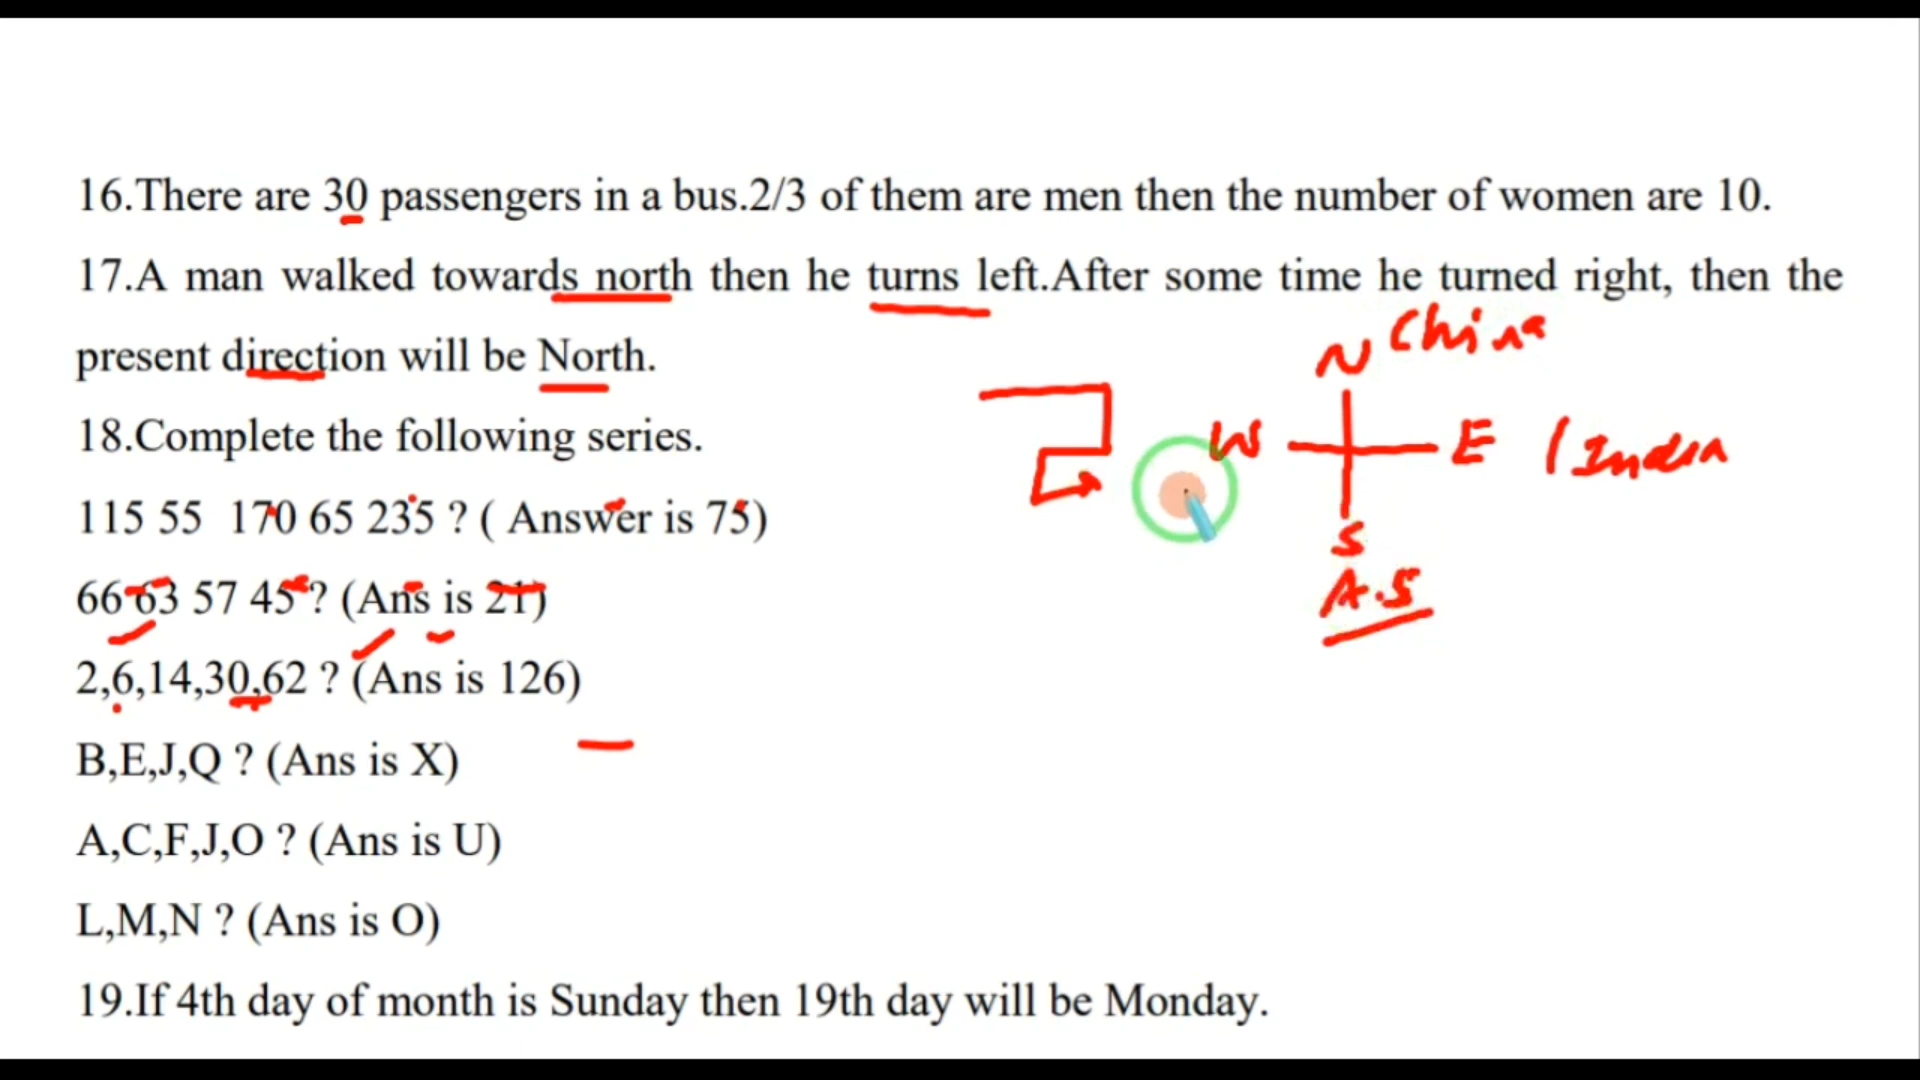 16.There are 30 passengers in a bus.2/3 of them are men then the number of women are 10.
17.A man walked towards north then he turns left.After some time he turned right, then the
present direction will be North.
N China
W E (India
S
A.S
18.Complete the following series.
115 55 170 65 235 ? ( Answer is 75)
66 63 57 45 ? (Ans is 21)
2,6,14,30,62 ? (Ans is 126)
B,E,J,Q ? (Ans is X)
A,C,F,J,O ? (Ans is U)
L,M,N ? (Ans is O)
19.If 4th day of month is Sunday then 19th day will be Monday.